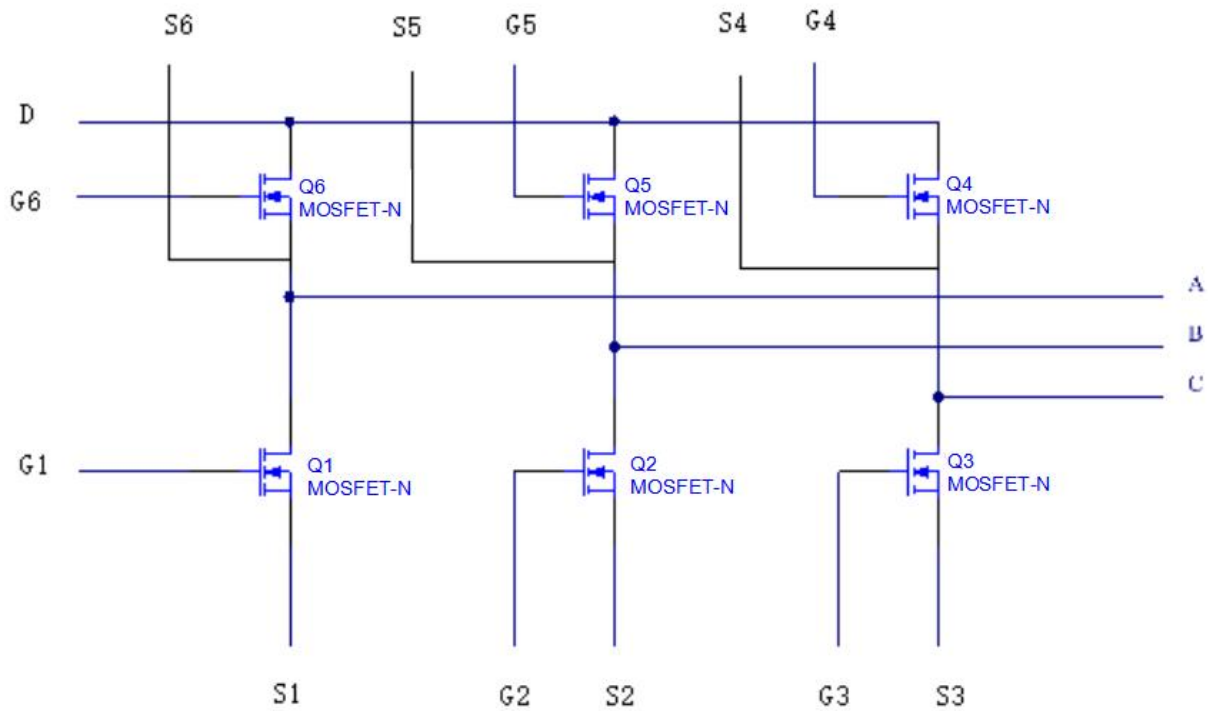 S6
S5
G5
S4
G4
D
G6
Q6
MOSFET-N
Q5
MOSFET-N
Q4
MOSFET-N
A
B
C
G1
Q1
MOSFET-N
Q2
MOSFET-N
Q3
MOSFET-N
S1
G2
S2
G3
S3